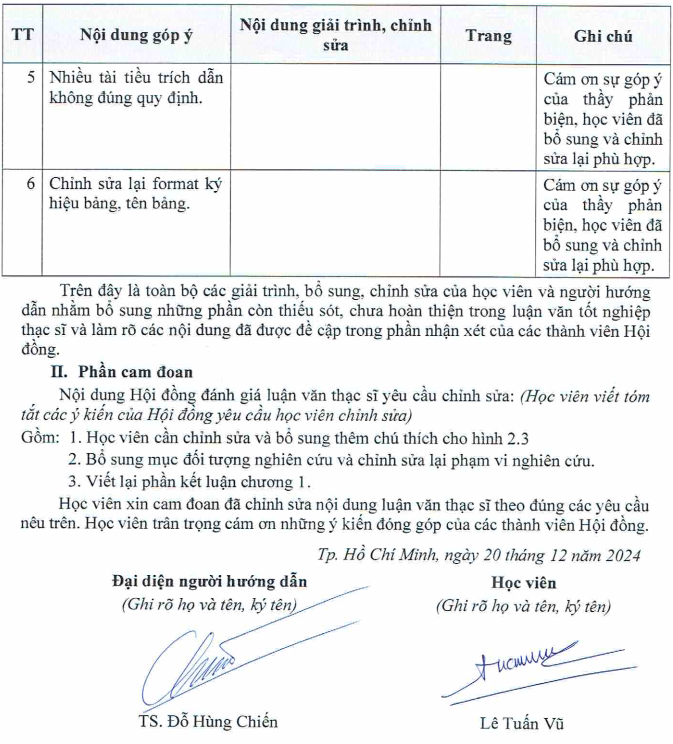 TT Nội dung góp ý Nội dung giải trình, chỉnh sửa Trang Ghi chú
5 Nhiều tài tiều trích dẫn không đúng quy định. Cám ơn sự góp ý của thầy phản biện, học viên đã bổ sung và chỉnh sửa lại phù hợp.
6 Chỉnh sửa lại format ký hiệu bảng, tên bảng. Cám ơn sự góp ý của thầy phản biện, học viên đã bổ sung và chỉnh sửa lại phù hợp.
Trên đây là toàn bộ các giải trình, bổ sung, chỉnh sửa của học viên và người hướng
dẫn nhằm bổ sung những phần còn thiếu sót, chưa hoàn thiện trong luận văn tốt nghiệp
thạc sĩ và làm rõ các nội dung đã được đề cập trong phần nhận xét của các thành viên Hội
đồng.
II. Phần cam đoan
Nội dung Hội đồng đánh giá luận văn thạc sĩ yêu cầu chỉnh sửa: (Học viên viết tóm
tắt các ý kiến của Hội đồng yêu cầu học viên chỉnh sửa)
Gồm: 1. Học viên cần chỉnh sửa và bổ sung thêm chú thích cho hình 2.3
2. Bổ sung mục đối tượng nghiên cứu và chỉnh sửa lại phạm vi nghiên cứu.
3. Viết lại phần kết luận chương 1.
Học viên xin cam đoan đã chỉnh sửa nội dung luận văn thạc sĩ theo đúng các yêu cầu
nêu trên. Học viên trân trọng cám ơn những ý kiến đóng góp của các thành viên Hội đồng.
Tp. Hồ Chí Minh, ngày 20 tháng 12 năm 2024
Đại diện người hướng dẫn Học viên
(Ghi rõ họ và tên, ký tên) (Ghi rõ họ và tên, ký tên)
TS. Đỗ Hùng Chiến Lê Tuấn Vũ